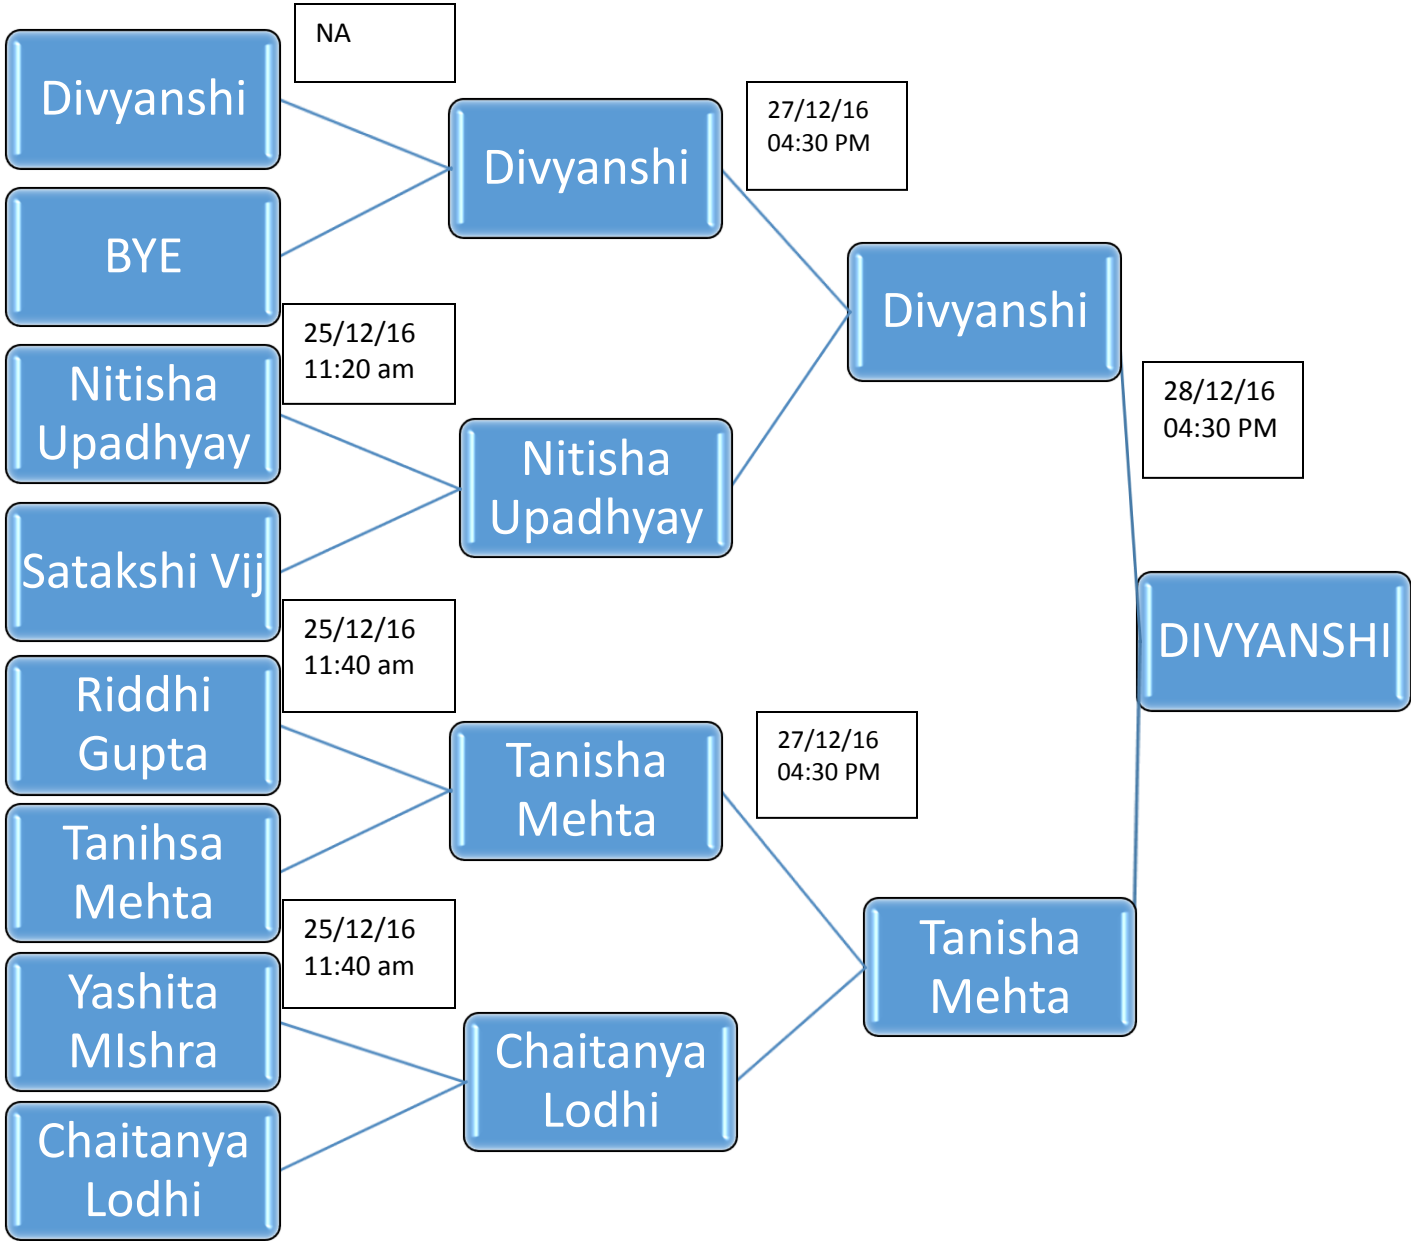 Divyanshi
BYE
Nitisha
Upadhyay
Satakshi Vij
Riddhi
Gupta
Tanihsa
Mehta
Yashita
MIshra
Chaitanya
Lodhi
NA
25/12/16
11:20 am
25/12/16
11:40 am
25/12/16
11:40 am
Divyanshi
Nitisha
Upadhyay
Tanisha
Mehta
Chaitanya
Lodhi
27/12/16
04:30 PM
27/12/16
04:30 PM
Divyanshi
Tanisha
Mehta
28/12/16
04:30 PM
DIVYANSHI